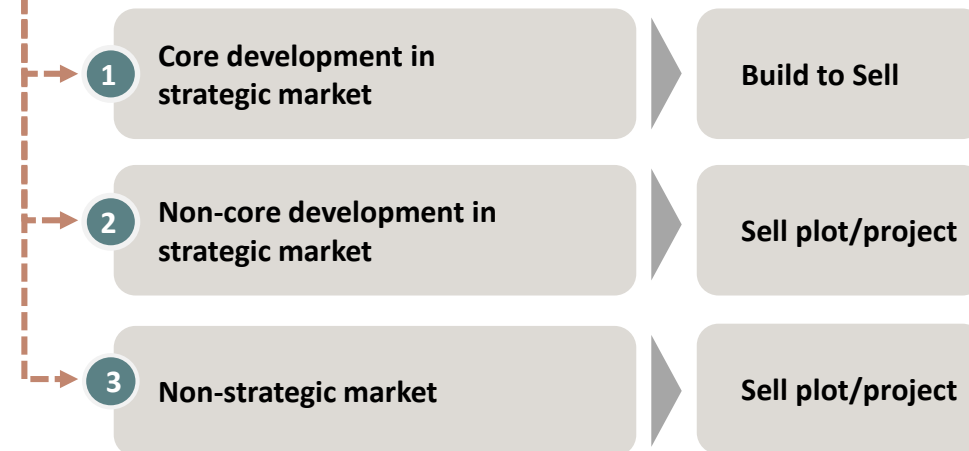 1
Core development in
strategic market
Build to Sell
2
Non-core development in
strategic market
Sell plot/project
3
Non-strategic market
Sell plot/project